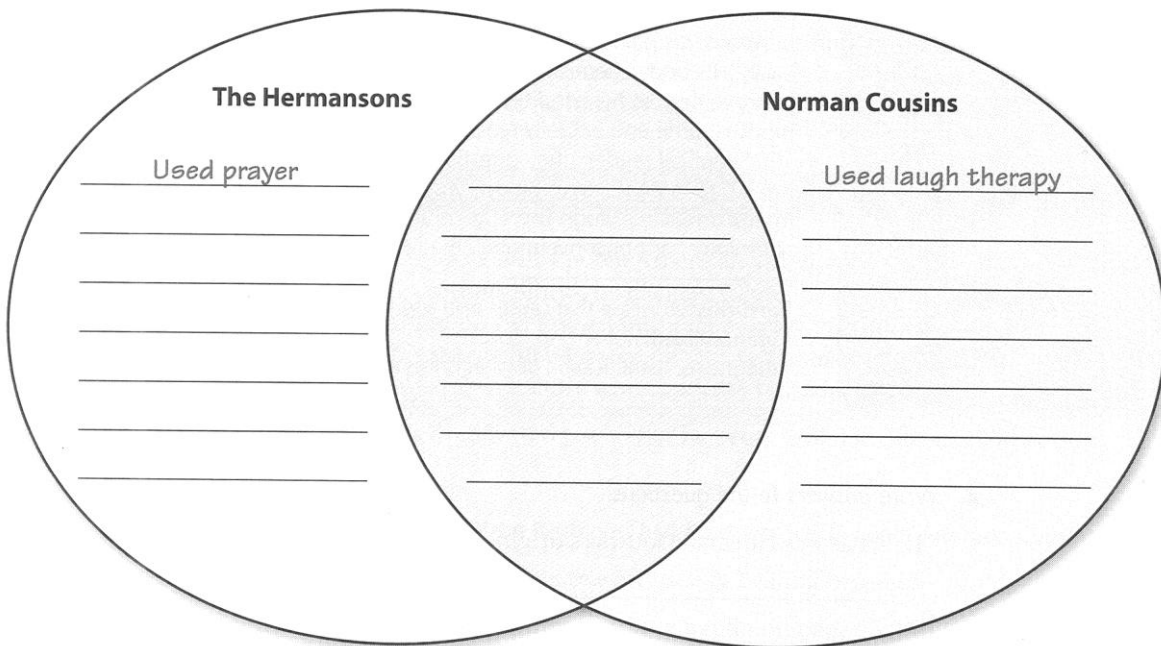 The Hermansons
Norman Cousins
Used prayer
Used laugh therapy